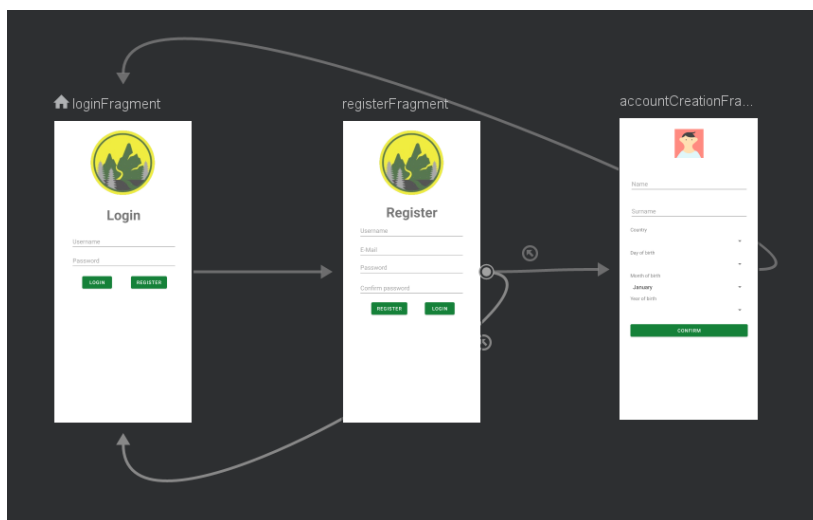 loginFragment
Login
Username
Password
LOGIN REGISTER
registerFragment
Register
Username
E-Mail
Password
Confirm password
REGISTER LOGIN
accountCreationFra...
Name
Surname
Country
Day of birth
Month of birth
January
Year of birth
CONFIRM